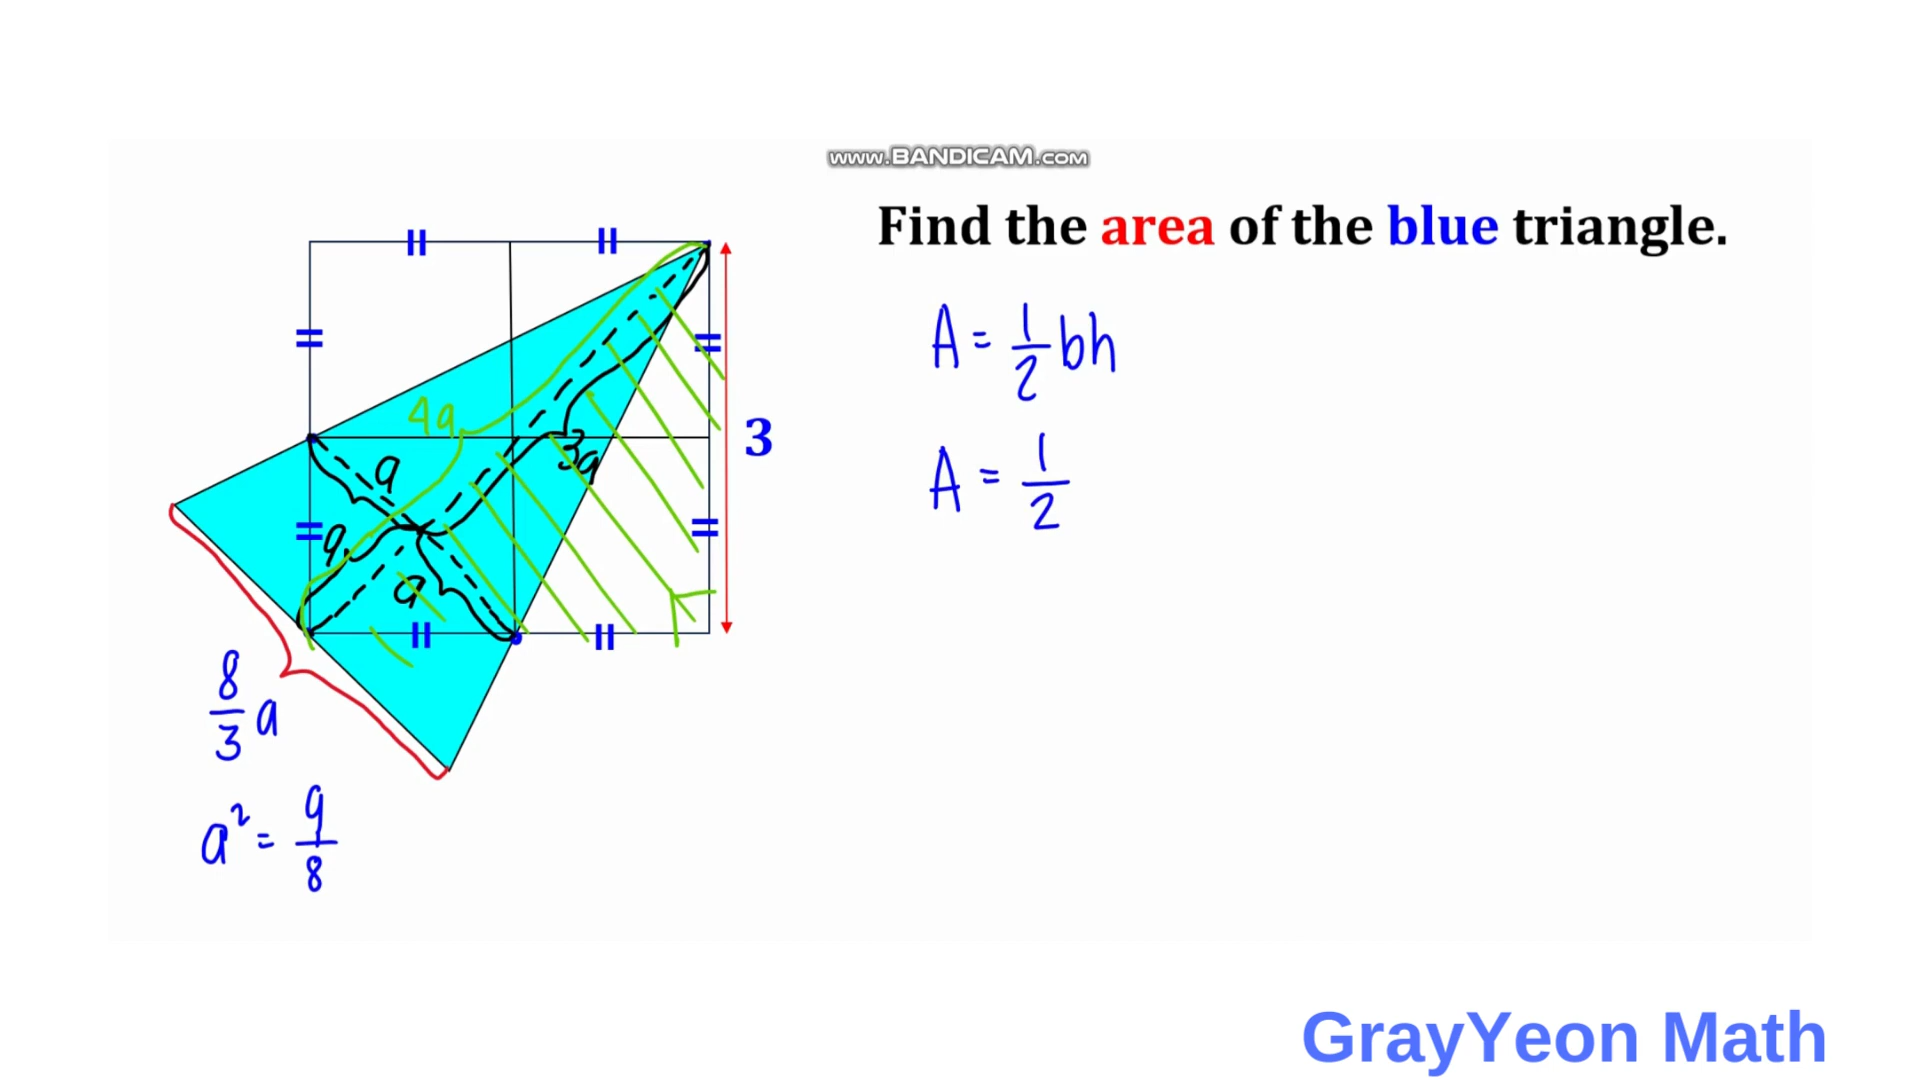 www.BANDICAM.com
Find the area of the blue triangle.
A = 1/2 bh
A = 1/2
4a
3
a
3a
a
a
8/3 a
a² = 9/8
GrayYeon Math